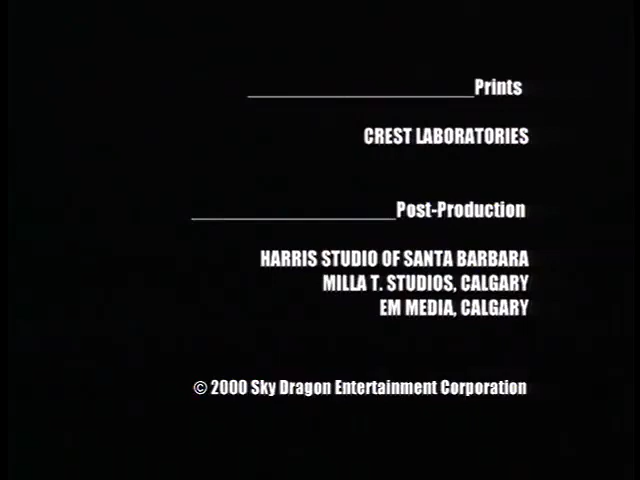 Prints
CREST LABORATORIES
Post-Production
HARRIS STUDIO OF SANTA BARBARA
MILLA T. STUDIOS, CALGARY
EM MEDIA, CALGARY
© 2000 Sky Dragon Entertainment Corporation